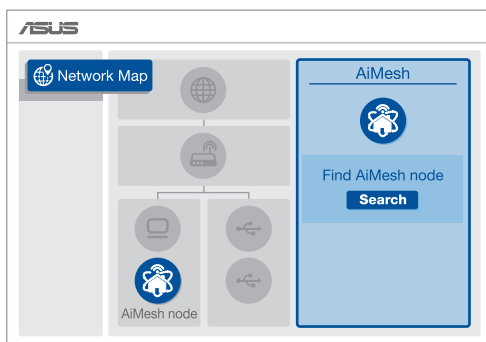 ASUS
Network Map
AiMesh
Find AiMesh node
Search
AiMesh node